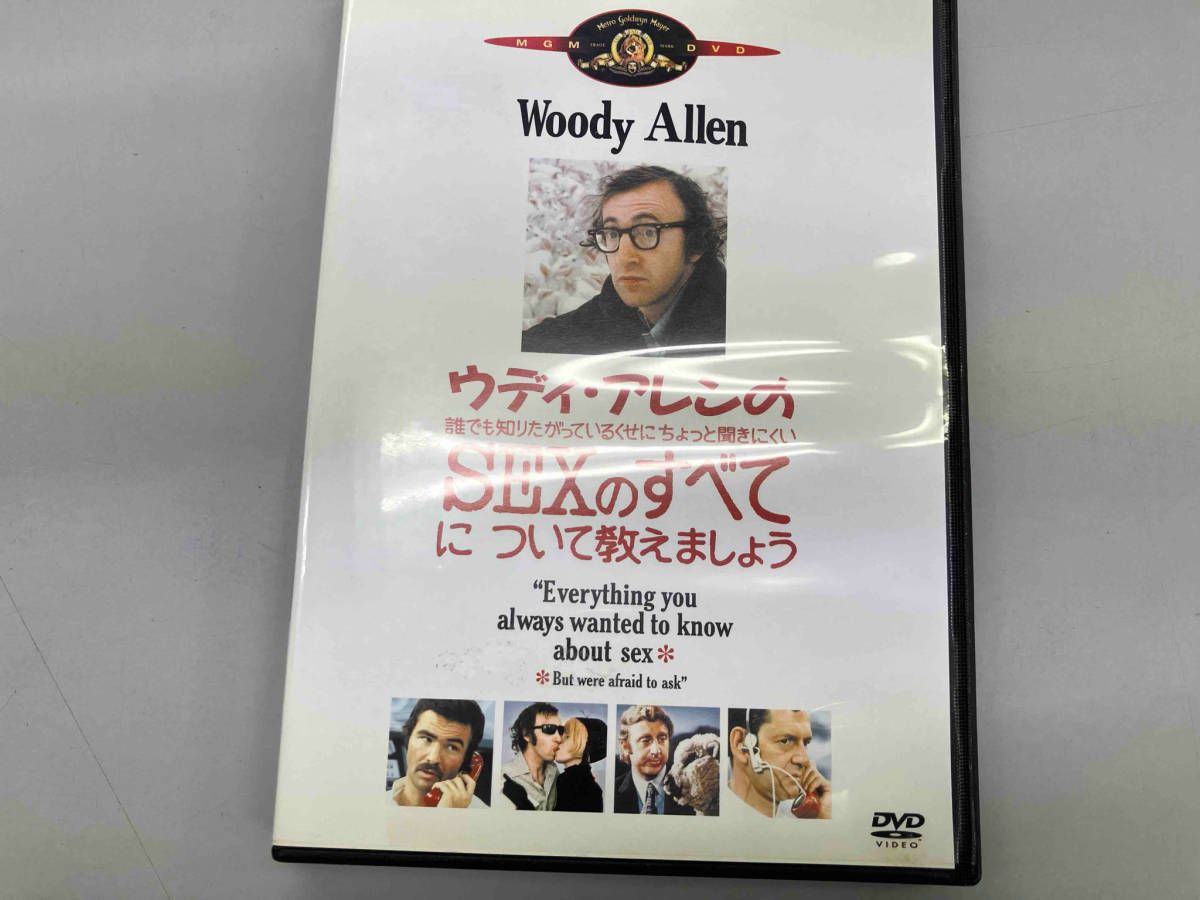 Metro Goldwyn Mayer
MGM TRADE MARK DVD
Woody Allen
ウディ・アレンの
誰でも知りたがっているくせにちょっと聞きにくい
SEXのすべて
について教えましょう
“Everything you
always wanted to know
about sex*
*But were afraid to ask”
DVD
VIDEO™